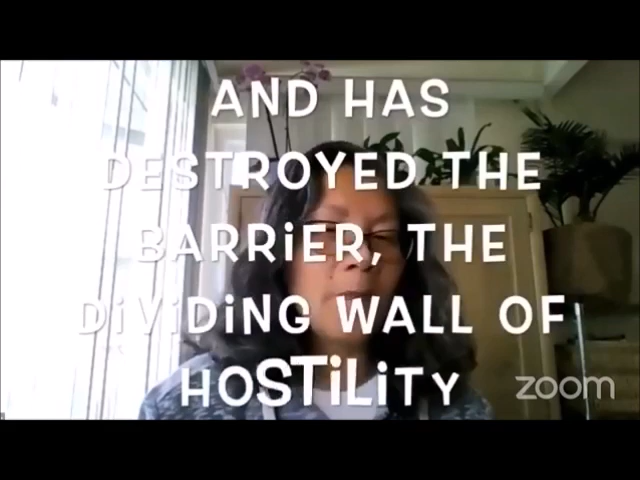 AND HAS
DESTROYED THE
BARRiER, THE
DiViDiNG WALL OF
HOSTiLiTY
zoom